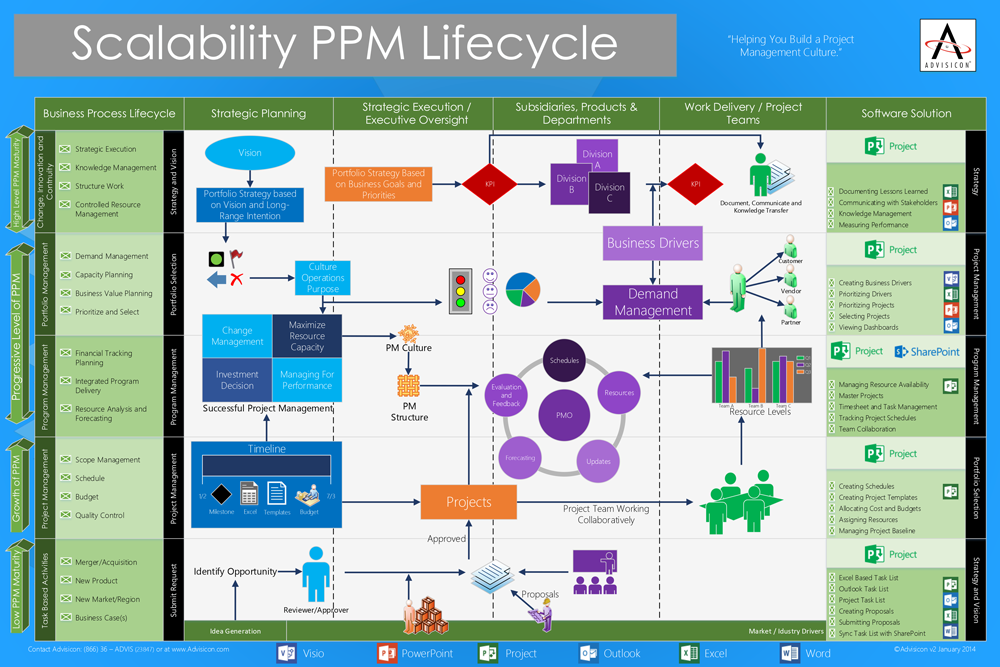 Scalability PPM Lifecycle
"Helping You Build a Project
Management Culture."
A
ADVISICON
Business Process Lifecycle
Strategic Planning
Strategic Execution /
Executive Oversight
Subsidiaries, Products &
Departments
Work Delivery / Project
Teams
Software Solution
High Level PPM Maturity
Change, Innovation and
Continuity
Strategic Execution
Knowledge Management
Structure Work
Controlled Resource
Management
Strategy and Vision
Vision
Portfolio Strategy based
on Vision and Long-
Range Intention
Portfolio Strategy Based
on Business Goals and
Priorities
KPI
Division
A
Division
B
Division
C
KPI
Document, Communicate and
Konwledge Transfer
Project
Documenting Lessons Learned
Communicating with Stakeholders
Knowledge Management
Measuring Performance
Strategy
Progressive Level of PPM
Portfolio Management
Demand Management
Capacity Planning
Business Value Planning
Prioritize and Select
Portfolio Selection
Culture
Operations
Purpose
Business Drivers
Demand
Management
Customer
Vendor
Partner
Project
Creating Business Drivers
Prioritizing Drivers
Prioritizing Projects
Selecting Projects
Viewing Dashboards
Project Management
Program Management
Financial Tracking
Planning
Integrated Program
Delivery
Resource Analysis and
Forecasting
Program Management
Change
Management
Maximize
Resource
Capacity
Investment
Decision
Managing For
Performance
Successful Project Management
PM Culture
PM
Structure
Schedules
Evaluation
and
Feedback
Resources
PMO
Forecasting
Updates
Team A
Team B
Team C
Resource Levels
Project
SharePoint
Managing Resource Availability
Master Projects
Timesheet and Task Management
Tracking Project Schedules
Team Collaboration
Program Management
Growth of PPM
Project Management
Scope Management
Schedule
Budget
Quality Control
Project Management
Timeline
1/2
7/3
Milestone
Excel
Templates
Budget
Projects
Project Team Working
Collaboratively
Project
Creating Schedules
Creating Project Templates
Allocating Cost and Budgets
Assigning Resources
Managing Project Baseline
Portfolio Selection
Low PPM Maturity
Task Based Activities
Merger/Acquisition
New Product
New Market/Region
Business Case(s)
Submit Request
Approved
Identify Opportunity
Reviewer/Approver
Proposals
Project
Excel Based Task List
Outlook Task List
Project Task List
Creating Proposals
Submitting Proposals
Sync Task List with SharePoint
Strategy and Vision
Idea Generation
Market / Idustry Drivers
Contact Advisicon: (866) 36 – ADVIS (23847) or at www.Advisicon.com
Visio
PowerPoint
Project
Outlook
Excel
Word
©Advisicon v2 January 2014